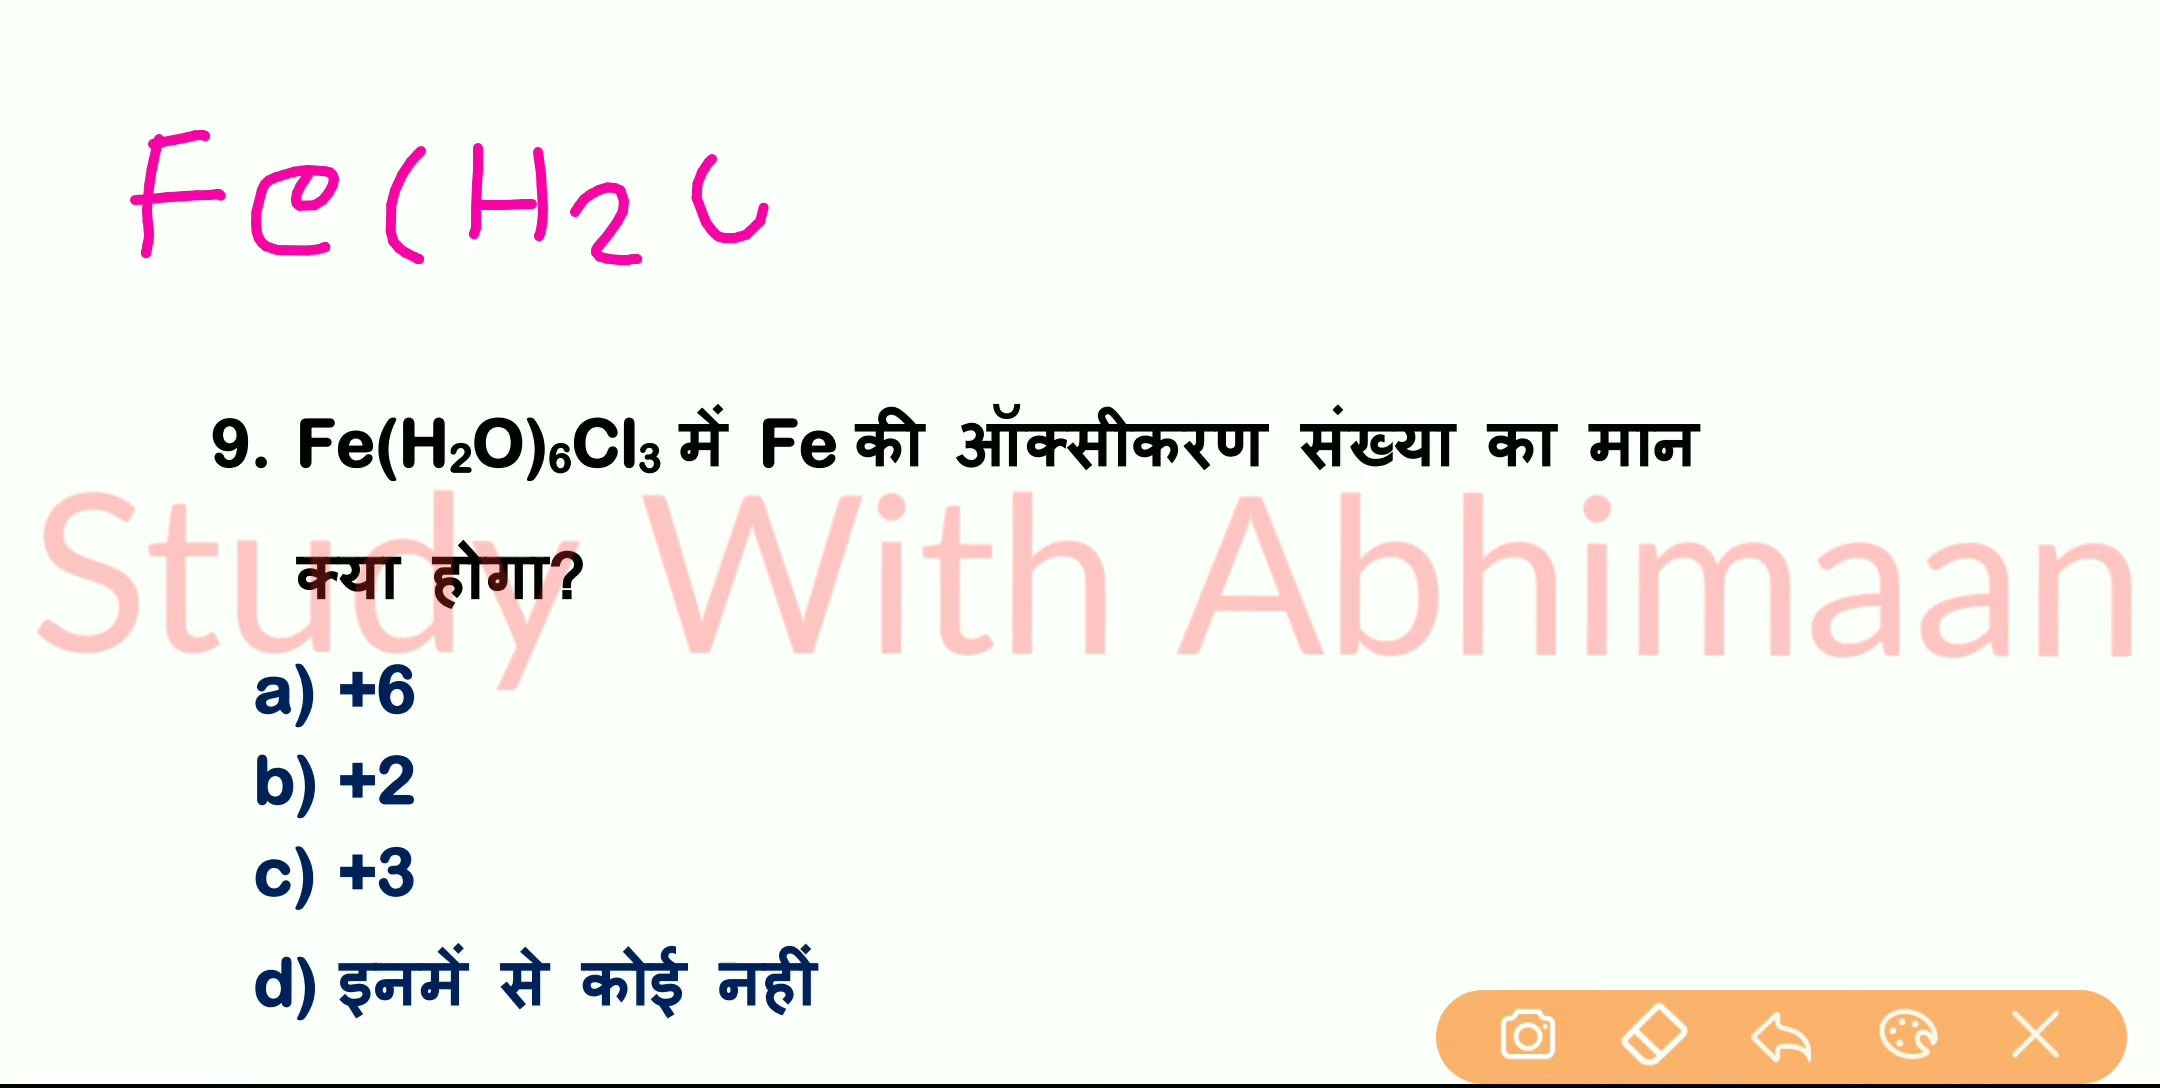 Fe(H2O
9. Fe(H₂O)₆Cl₃ में Fe की ऑक्सीकरण संख्या का मान
क्या होगा?
Study With Abhimaan
a) +6
b) +2
c) +3
d) इनमें से कोई नहीं